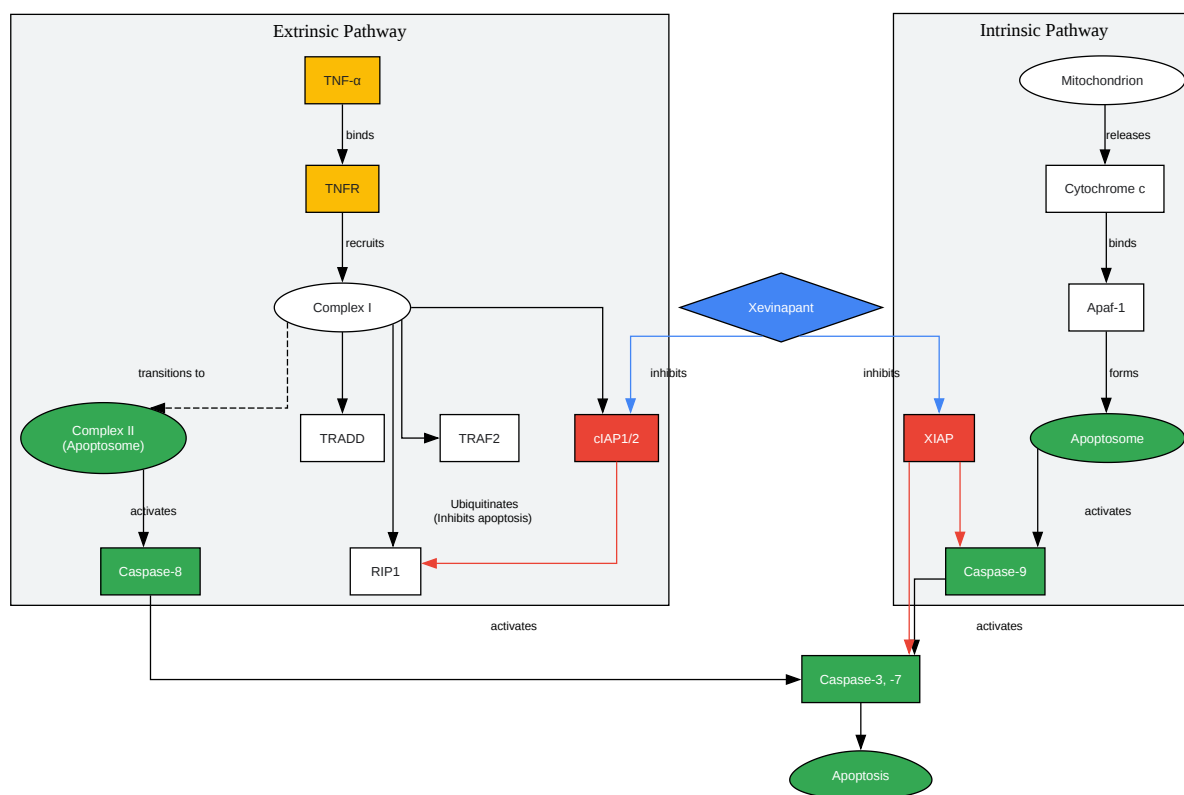 Extrinsic Pathway
Intrinsic Pathway
TNF-α
Mitochondrion
binds
releases
TNFR
Cytochrome c
recruits
binds
Complex I
Xevinapant
Apaf-1
transitions to
inhibits
inhibits
forms
Complex II
(Apoptosome)
TRADD
TRAF2
cIAP1/2
XIAP
Apoptosome
activates
Ubiquitinates
(Inhibits apoptosis)
activates
Caspase-8
RIP1
Caspase-9
activates
activates
Caspase-3, -7
Apoptosis